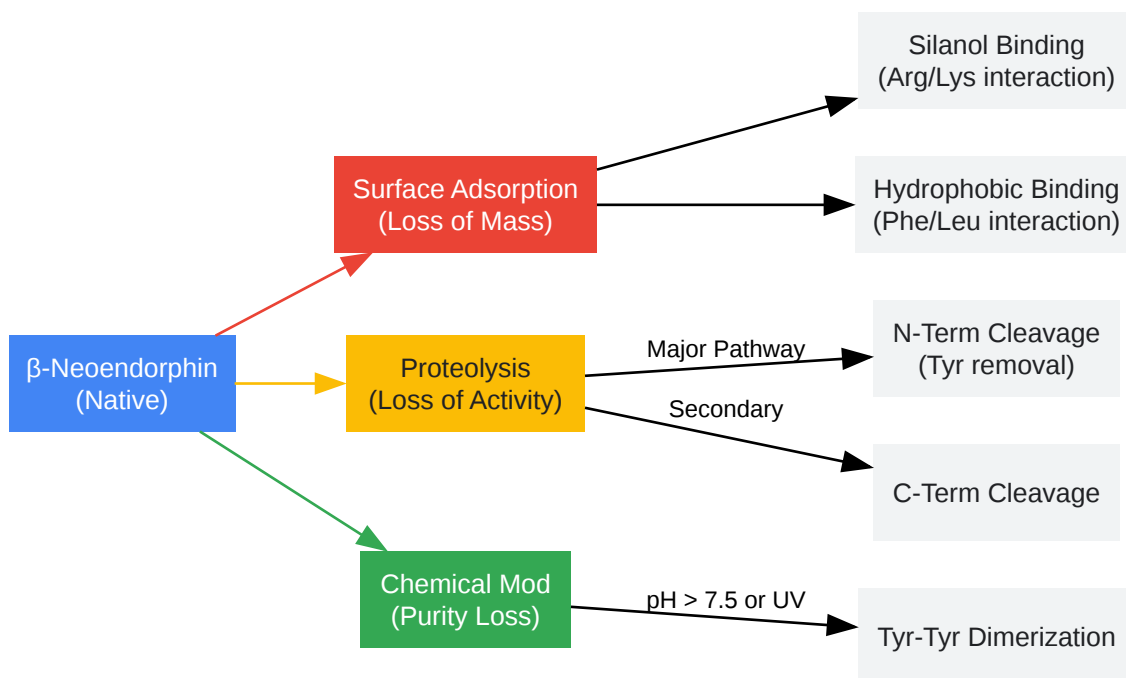 Silanol Binding
(Arg/Lys interaction)
Surface Adsorption
(Loss of Mass)
Hydrophobic Binding
(Phe/Leu interaction)
β-Neoendorphin
(Native)
Proteolysis
(Loss of Activity)
Major Pathway
N-Term Cleavage
(Tyr removal)
Secondary
C-Term Cleavage
Chemical Mod
(Purity Loss)
pH > 7.5 or UV
Tyr-Tyr Dimerization